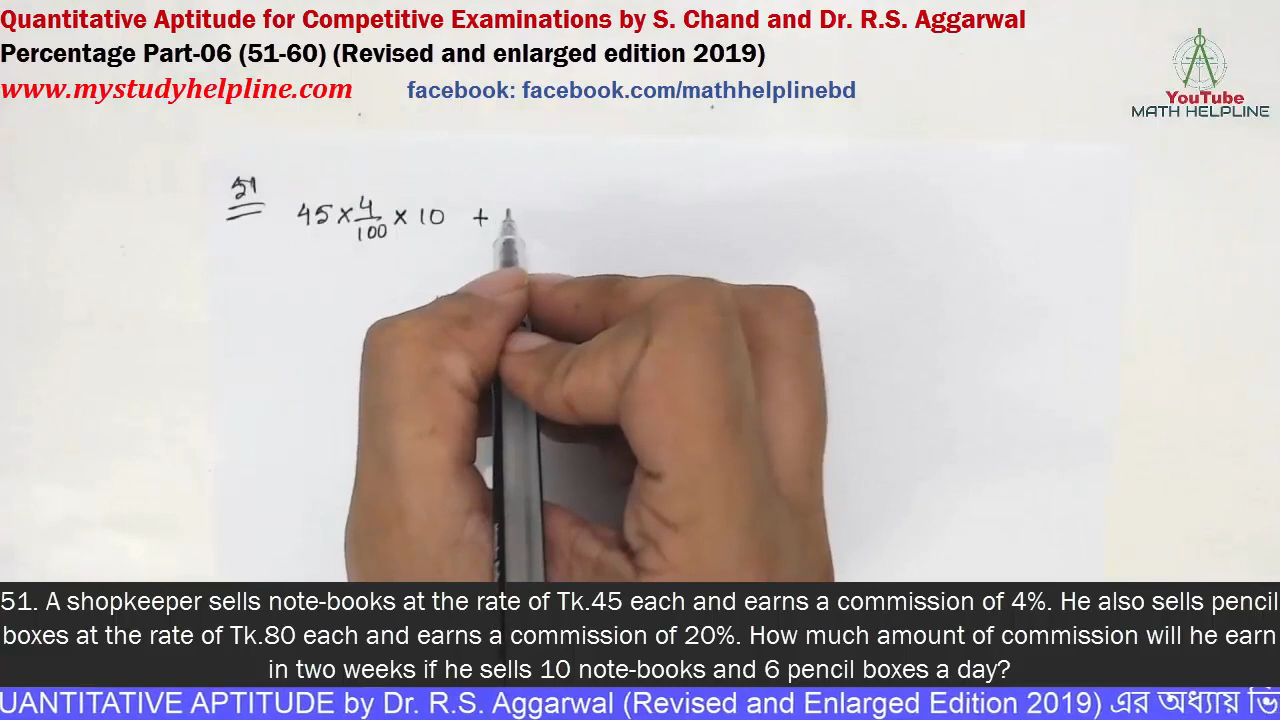 Quantitative Aptitude for Competitive Examinations by S. Chand and Dr. R.S. Aggarwal
Percentage Part-06 (51-60) (Revised and enlarged edition 2019)
www.mystudyhelpline.com facebook: facebook.com/mathhelplinebd
YouTube
MATH HELPLINE
51
45 × 4/100 × 10 +
51. A shopkeeper sells note-books at the rate of Tk.45 each and earns a commission of 4%. He also sells pencil
boxes at the rate of Tk.80 each and earns a commission of 20%. How much amount of commission will he earn
in two weeks if he sells 10 note-books and 6 pencil boxes a day?
UANTITATIVE APTITUDE by Dr. R.S. Aggarwal (Revised and Enlarged Edition 2019) এর অধ্যায় ভি